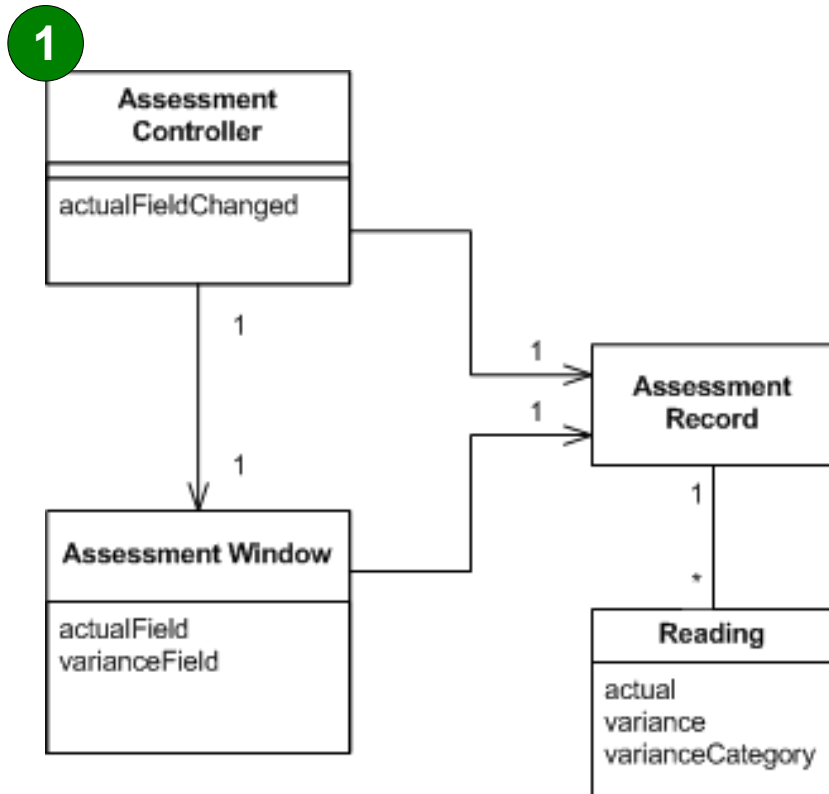 1
Assessment
Controller
actualFieldChanged
1
1
1
1
Assessment
Record
Assessment Window
actualField
varianceField
1
*
Reading
actual
variance
varianceCategory